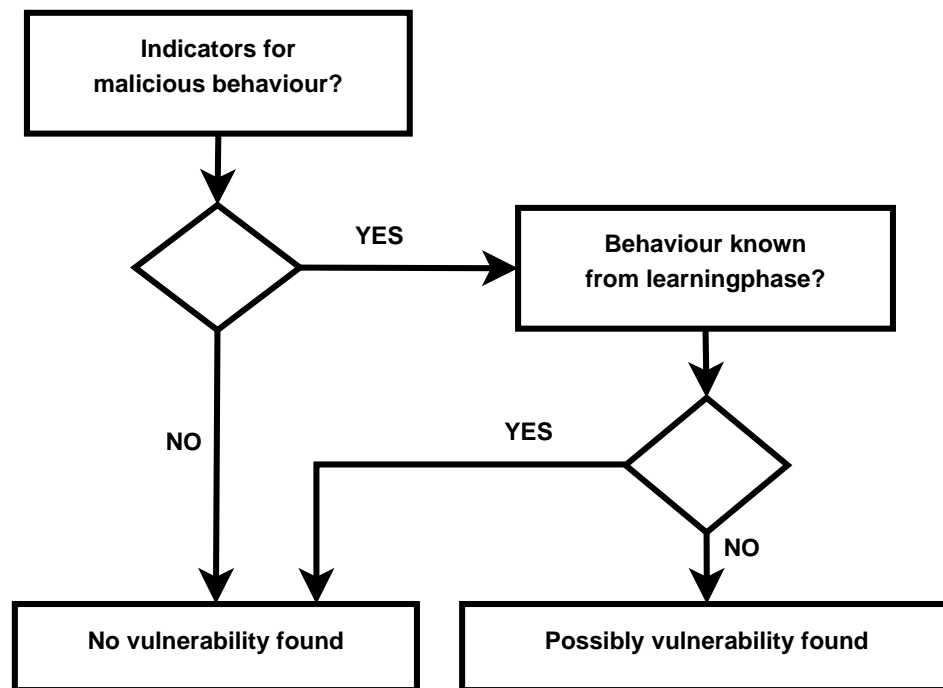 Indicators for
malicious behaviour?
YES
Behaviour known
from learningphase?
NO
YES
NO
No vulnerability found
Possibly vulnerability found